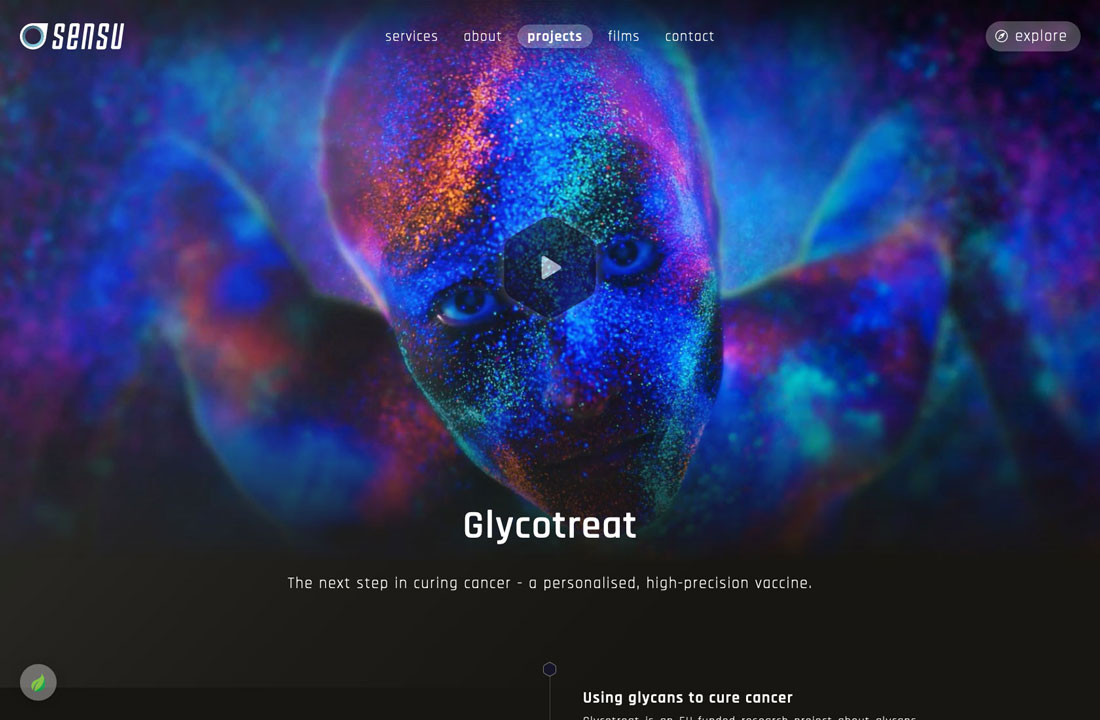 sensu
services
about
projects
films
contact
explore
Glycotreat
The next step in curing cancer - a personalised, high-precision vaccine.
Using glycans to cure cancer
Glycotreat is an EU-funded research project about glycans